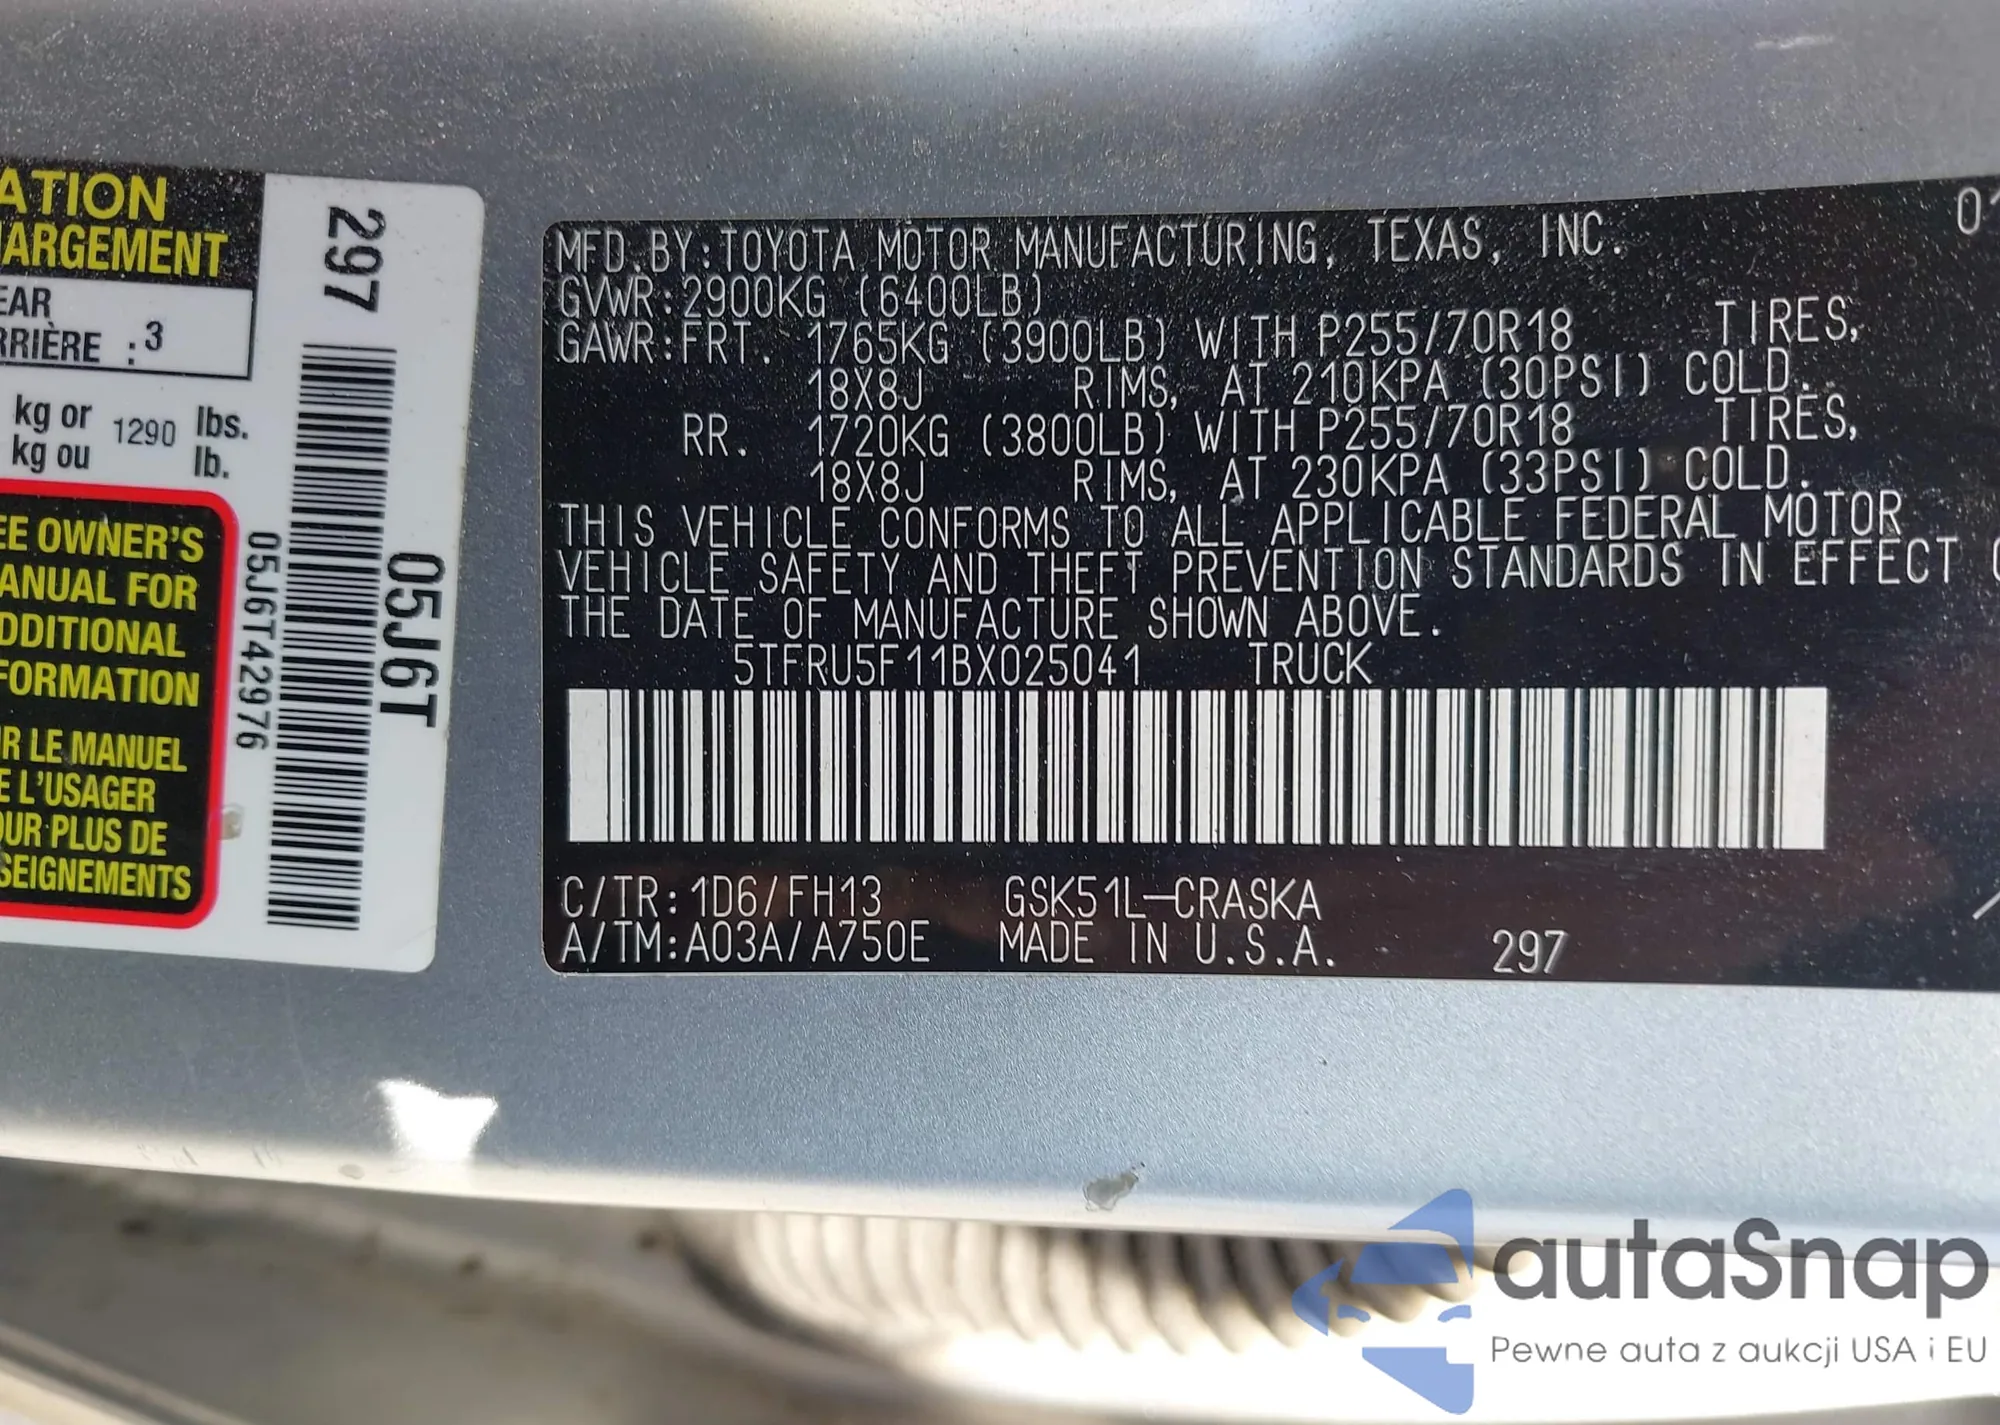 ATION
HARGEMENT
EAR
RRIÈRE : 3
kg or 1290 lbs.
kg ou lb.
EE OWNER'S
ANUAL FOR
DDITIONAL
FORMATION
R LE MANUEL
E L'USAGER
OUR PLUS DE
SEIGNEMENTS
297
05J6T42976
05J6T
01
MFD.BY:TOYOTA MOTOR MANUFACTURING, TEXAS, INC.
GVWR:2900KG (6400LB)
GAWR:FRT. 1765KG (3900LB) WITH P255/70R18 TIRES,
18X8J RIMS, AT 210KPA (30PSI) COLD.
RR. 1720KG (3800LB) WITH P255/70R18 TIRES,
18X8J RIMS, AT 230KPA (33PSI) COLD.
THIS VEHICLE CONFORMS TO ALL APPLICABLE FEDERAL MOTOR
VEHICLE SAFETY AND THEFT PREVENTION STANDARDS IN EFFECT
THE DATE OF MANUFACTURE SHOWN ABOVE.
5TFRU5F11BX025041 TRUCK
C/TR:1D6/FH13 GSK51L-CRASKA
A/TM:A03A/A750E MADE IN U.S.A. 297
autaSnap
Pewne auta z aukcji USA i EU